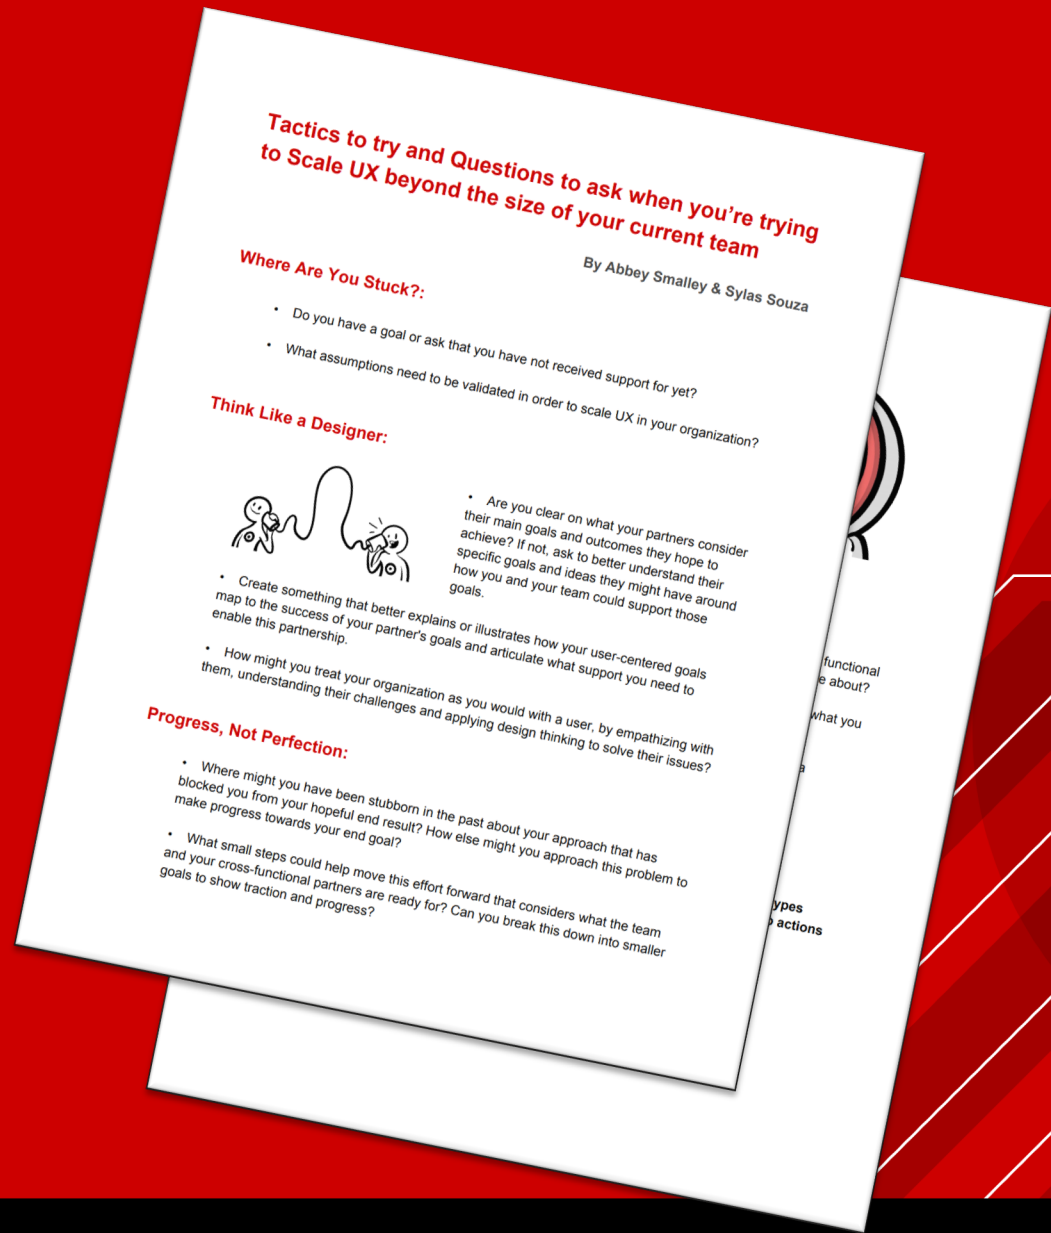 Tactics to try and Questions to ask when you’re trying
to Scale UX beyond the size of your current team
By Abbey Smalley & Sylas Souza
Where Are You Stuck?:
• Do you have a goal or ask that you have not received support for yet?
• What assumptions need to be validated in order to scale UX in your organization?
Think Like a Designer:
• Are you clear on what your partners consider
their main goals and outcomes they hope to
achieve? If not, ask to better understand their
specific goals and ideas they might have around
how you and your team could support those
goals.
• Create something that better explains or illustrates how your user-centered goals
map to the success of your partner's goals and articulate what support you need to
enable this partnership.
• How might you treat your organization as you would with a user, by empathizing with
them, understanding their challenges and applying design thinking to solve their issues?
Progress, Not Perfection:
• Where might you have been stubborn in the past about your approach that has
blocked you from your hopeful end result? How else might you approach this problem to
make progress towards your end goal?
• What small steps could help move this effort forward that considers what the team
and your cross-functional partners are ready for? Can you break this down into smaller
goals to show traction and progress?
functional
about?
what you
actions